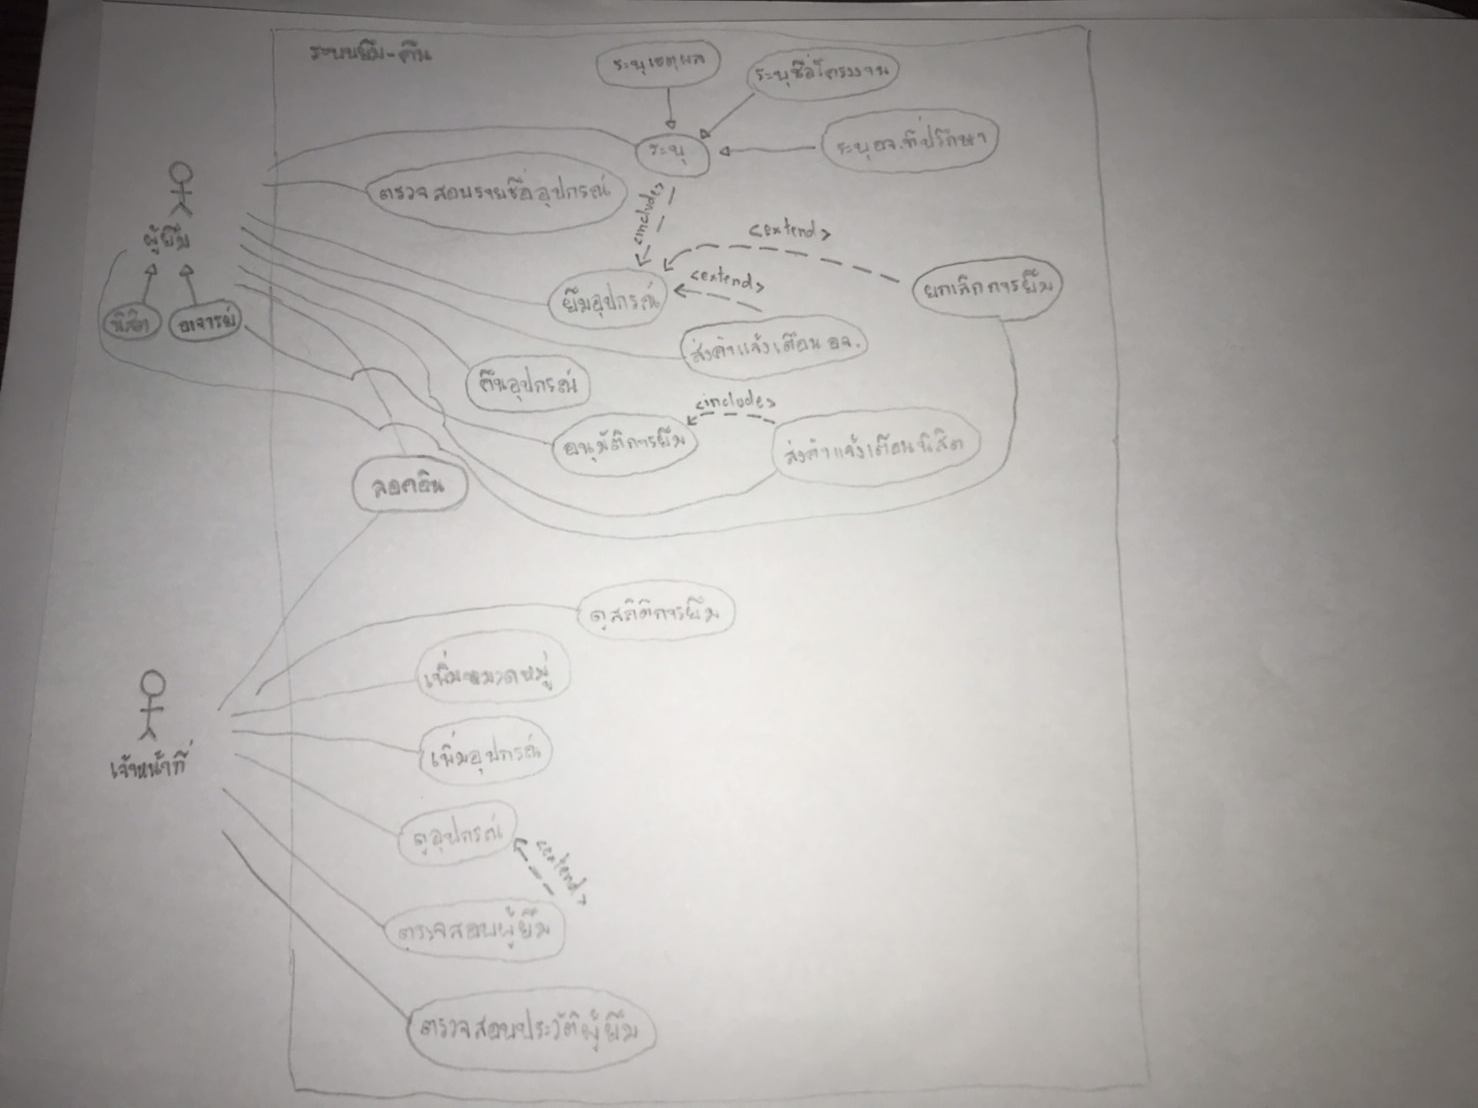 ระบบยืม-คืน
ระบุเหตุผล
ระบุชื่อโครงงาน
ระบุ
ระบุอจ.ที่ปรึกษา
ตรวจสอบรายชื่ออุปกรณ์
ผู้ยืม
<include>
<extend>
<extend>
ยกเลิกการยืม
ยืมอุปกรณ์
นิสิต
อาจารย์
ส่งคำแจ้งเตือน อจ.
คืนอุปกรณ์
<include>
อนุมัติการยืม
ส่งคำแจ้งเตือนนิสิต
ลอคอิน
ดูสถิติการยืม
เพิ่มหมวดหมู่
เพิ่มอุปกรณ์
เจ้าหน้าที่
ดูอุปกรณ์
<extend>
ตรวจสอบผู้ยืม
ตรวจสอบประวัติผู้ยืม